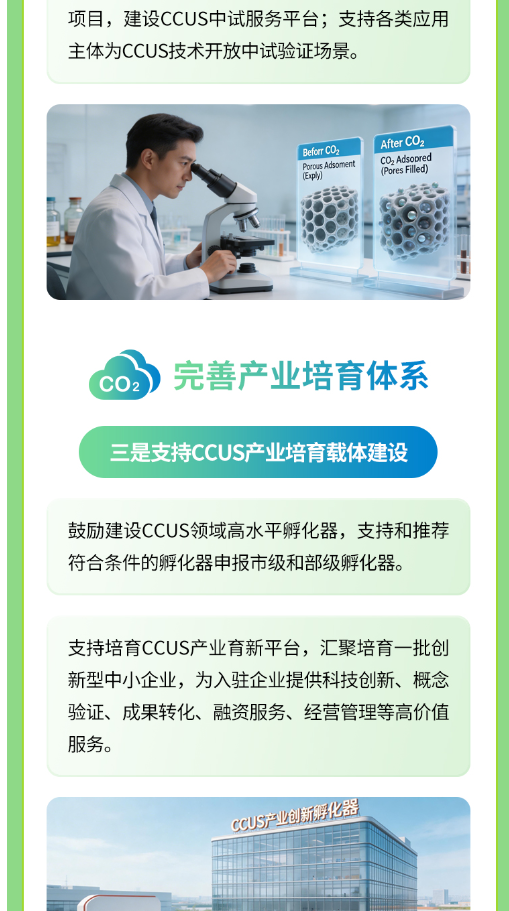 项目，建设CCUS中试服务平台；支持各类应用
主体为CCUS技术开放中试验证场景。
Beforr CO₂
Porous Adsoment
(Exply)
After CO₂
CO₂ Adsoored
(Pores Filled)
CO₂
完善产业培育体系
三是支持CCUS产业培育载体建设
鼓励建设CCUS领域高水平孵化器，支持和推荐
符合条件的孵化器申报市级和部级孵化器。
支持培育CCUS产业育新平台，汇聚培育一批创
新型中小企业，为入驻企业提供科技创新、概念
验证、成果转化、融资服务、经营管理等高价值
服务。
CCUS产业创新孵化器